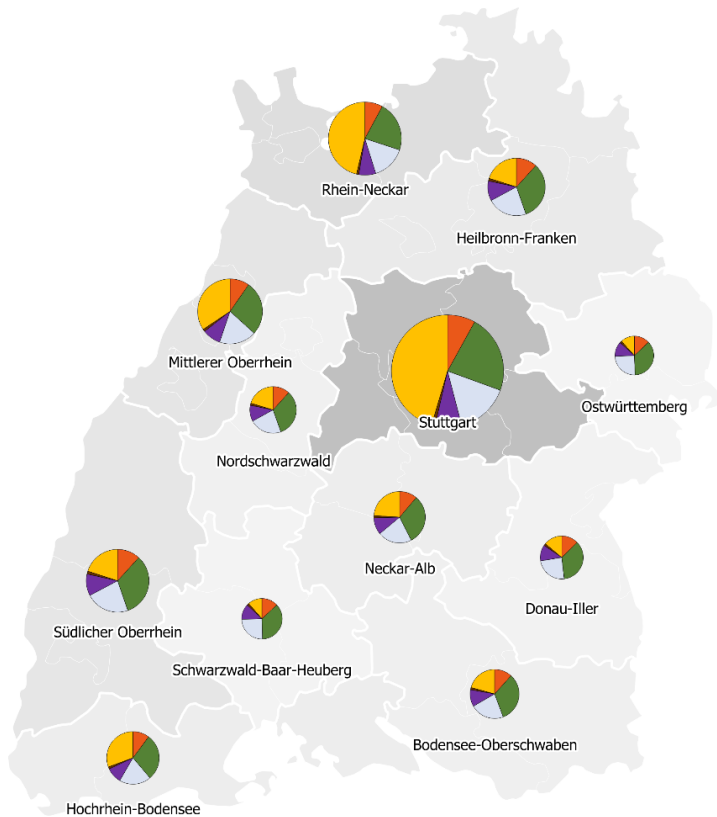 Rhein-Neckar
Heilbronn-Franken
Mittlerer Oberrhein
Ostwürttemberg
Stuttgart
Nordschwarzwald
Neckar-Alb
Donau-Iller
Südlicher Oberrhein
Schwarzwald-Baar-Heuberg
Bodensee-Oberschwaben
Hochrhein-Bodensee